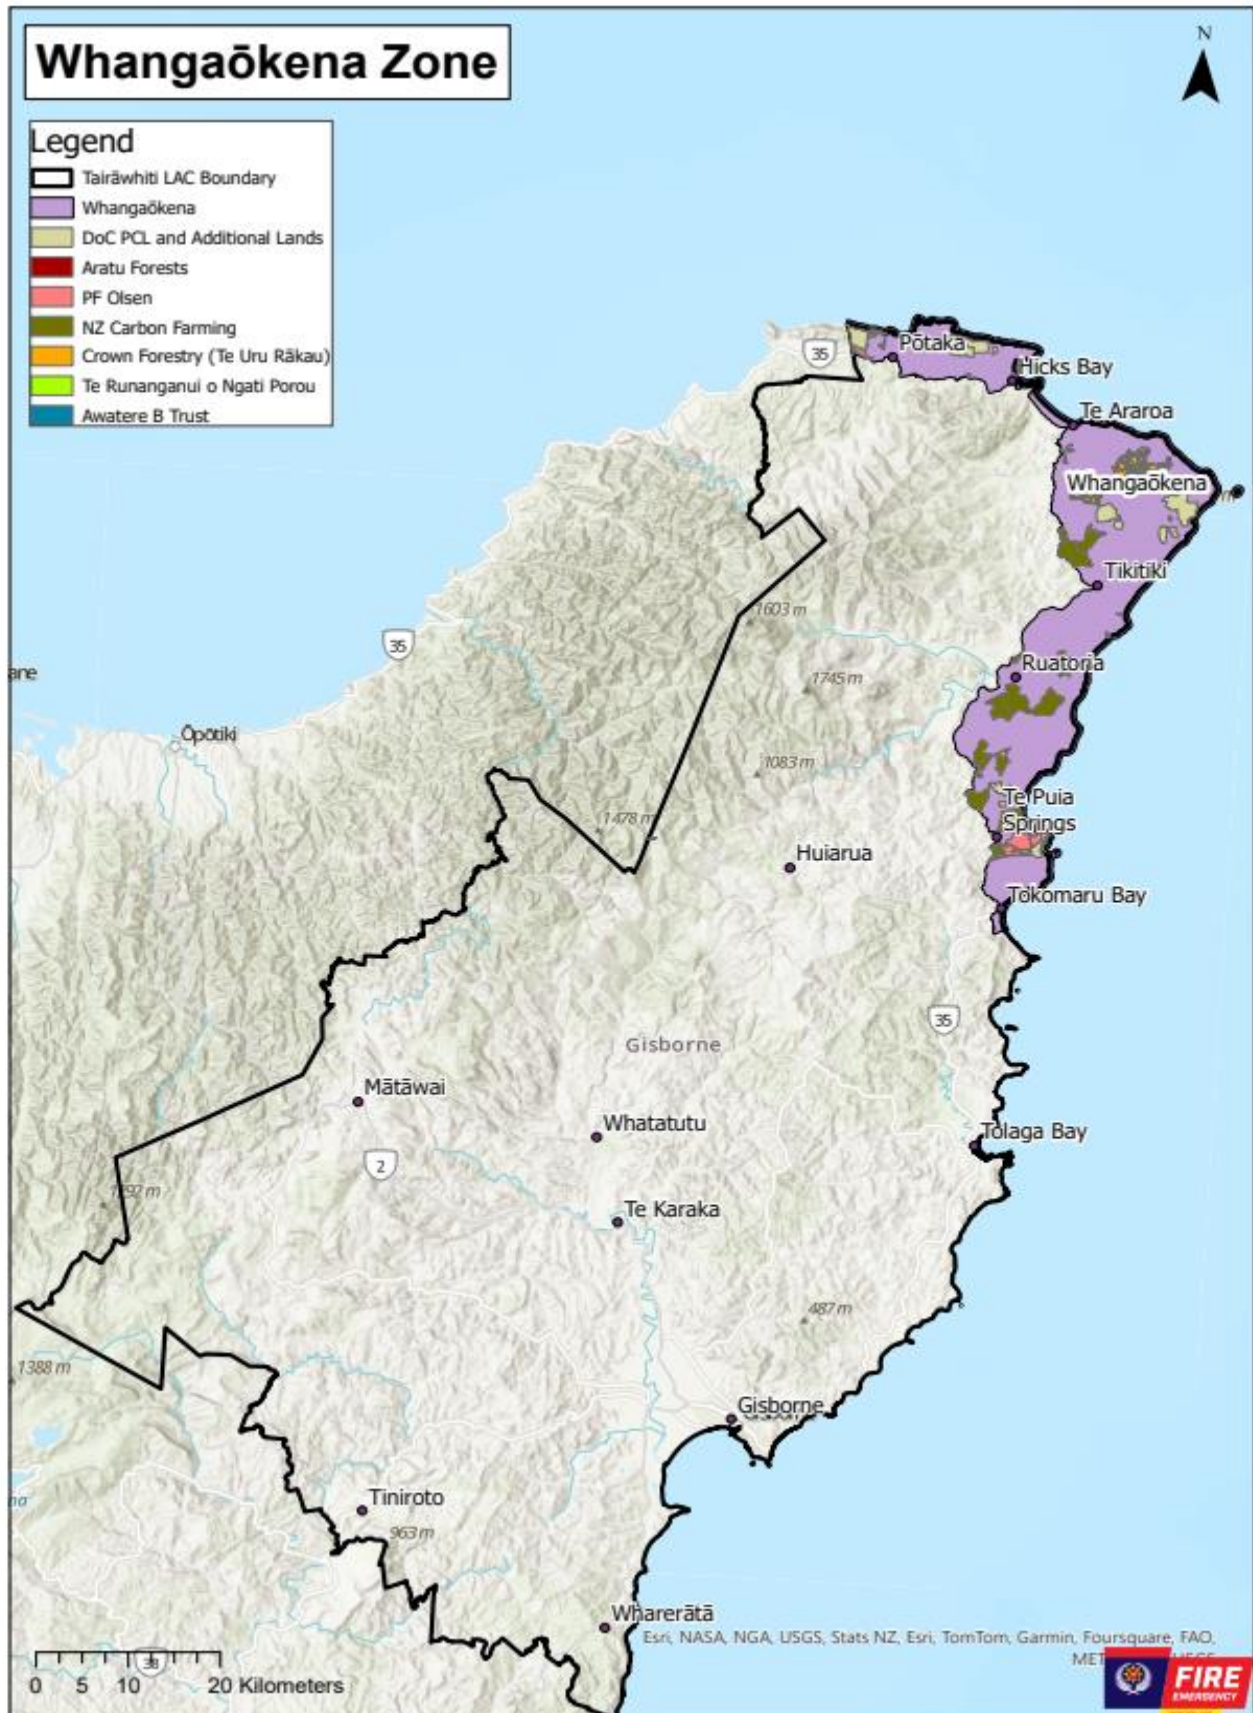 Whangaōkena Zone
N
Legend
Tairāwhiti LAC Boundary
Whangaōkena
DoC PCL and Additional Lands
Aratu Forests
PF Olsen
NZ Carbon Farming
Crown Forestry (Te Uru Rākau)
Te Runanganui o Ngati Porou
Awatere B Trust
35
Pōtaka
Hicks Bay
Te Araroa
Whangaōkena
m
Tikitiki
1603 m
35
Ruatoria
ane
1745 m
Ōpōtiki
1083 m
Te Puia
Springs
1478 m
Huiarua
Tokomaru Bay
35
Gisborne
Mātāwai
Whatatutu
Tolaga Bay
2
Te Karaka
487 m
1388 m
Gisborne
Tiniroto
963 m
Wharerātā
Esri, NASA, NGA, USGS, Stats NZ, Esri, TomTom, Garmin, Foursquare, FAO,
MET
38
0 5 10 20 Kilometers
FIRE
EMERGENCY